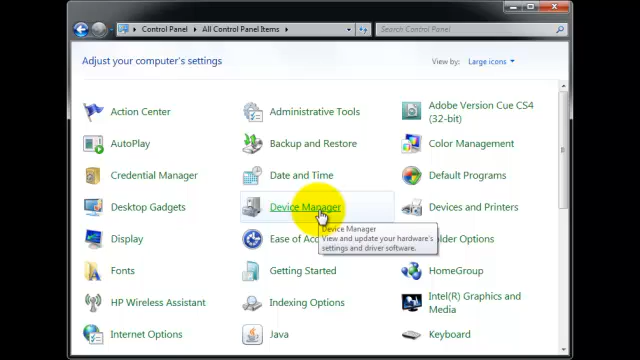 Control Panel ▸ All Control Panel Items ▸
Search Control Panel
Adjust your computer's settings
View by: Large icons
Action Center
Administrative Tools
Adobe Version Cue CS4 (32-bit)
AutoPlay
Backup and Restore
Color Management
Credential Manager
Date and Time
Default Programs
Desktop Gadgets
Device Manager
Devices and Printers
Device Manager
View and update your hardware's
settings and driver software.
Display
Ease of Acc
older Options
Fonts
Getting Started
HomeGroup
HP Wireless Assistant
Indexing Options
Intel(R) Graphics and
Media
Internet Options
Java
Keyboard